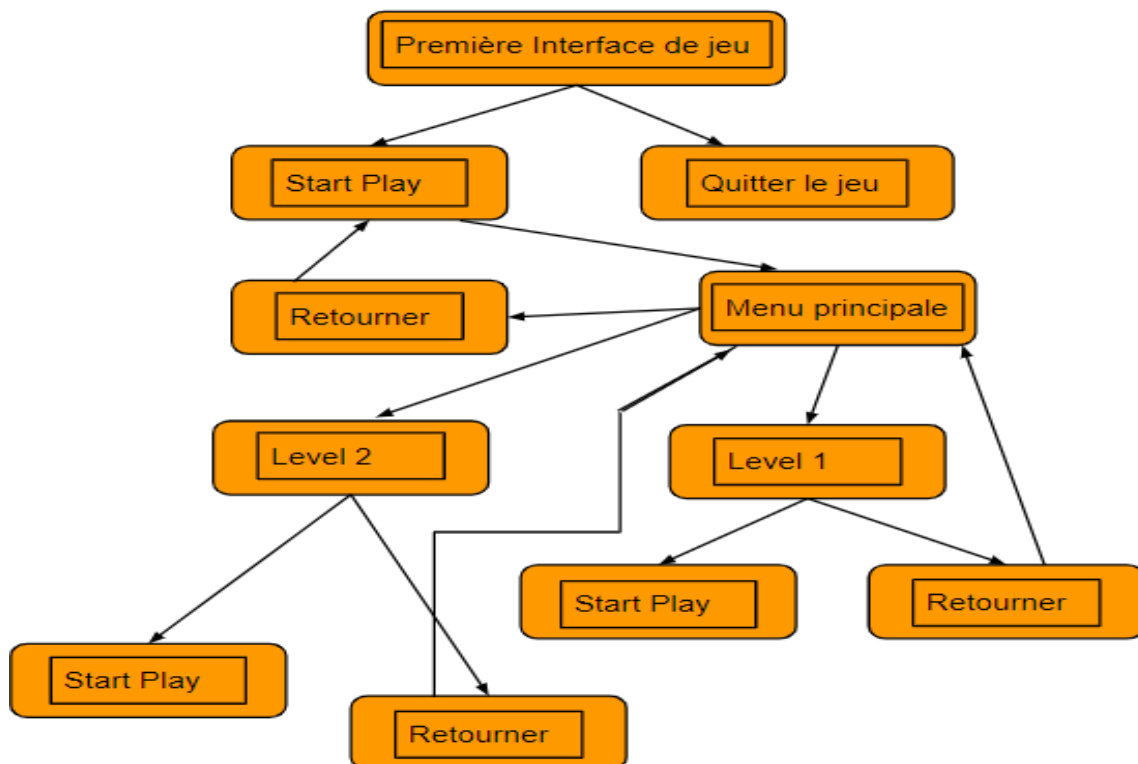 Première Interface de jeu
Start Play
Quitter le jeu
Retourner
Menu principale
Level 2
Level 1
Start Play
Retourner
Start Play
Retourner